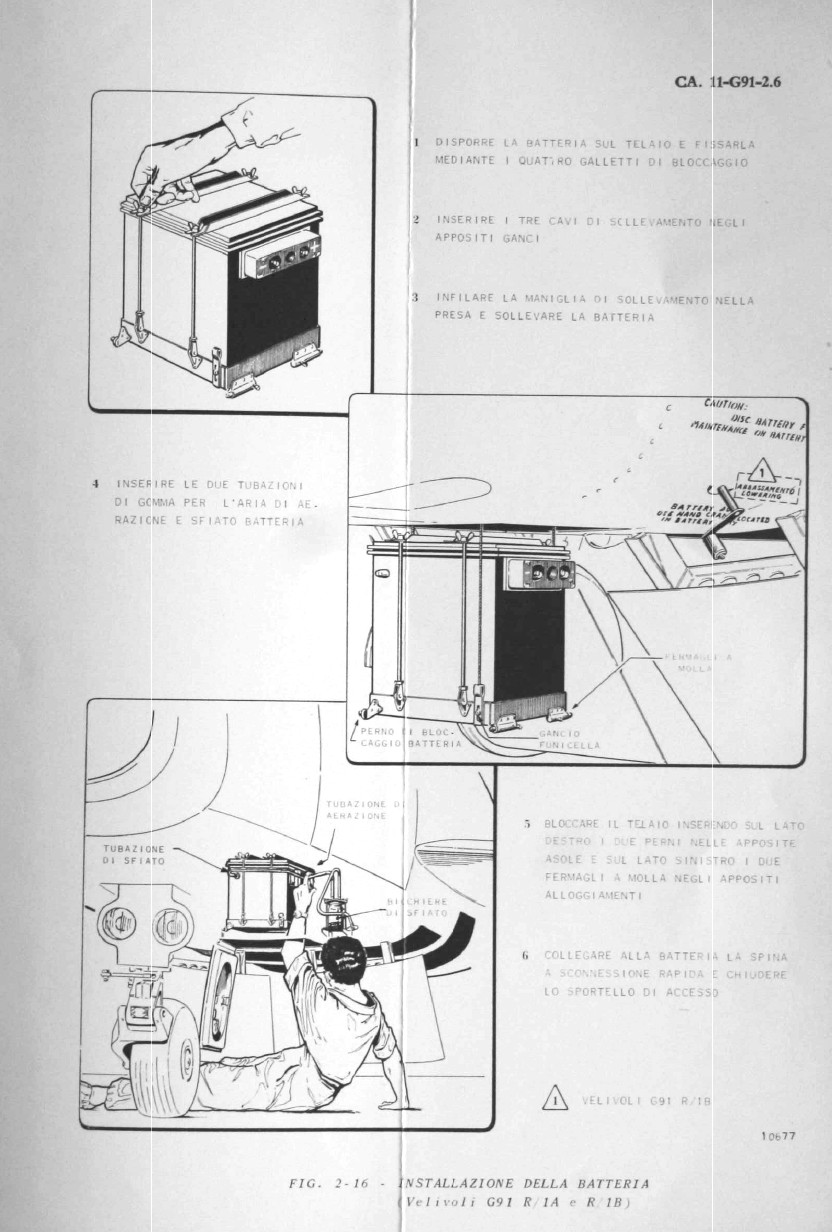 CA. 11-G91-2.6
1 DISPORRE LA BATTERIA SUL TELAIO E FISSARLA
MEDIANTE I QUATTRO GALLETTI DI BLOCCAGGIO
2 INSERIRE I TRE CAVI DI SOLLEVAMENTO NEGLI
APPOSITI GANCI
3 INFILARE LA MANIGLIA DI SOLLEVAMENTO NELLA
PRESA E SOLLEVARE LA BATTERIA
CAUTION:
DISC BATTERY F
MAINTENANCE ON BATTERY
1
ABBASSAMENTO
LOWERING
BATTERY
USE HAND CRANK LOCATED
IN BATTERY
FERMAGLI A
MOLLA
PERNO DI BLOC-
CAGGIO BATTERIA
GANCIO
FUNICELLA
4 INSERIRE LE DUE TUBAZIONI
DI GOMMA PER L'ARIA DI AE-
RAZIONE E SFIATO BATTERIA
TUBAZIONE DI
AERAZIONE
TUBAZIONE
DI SFIATO
BICCHIERE
DI SFIATO
5 BLOCCARE IL TELAIO INSERENDO SUL LATO
DESTRO I DUE PERNI NELLE APPOSITE
ASOLE E SUL LATO SINISTRO I DUE
FERMAGLI A MOLLA NEGLI APPOSITI
ALLOGGIAMENTI
6 COLLEGARE ALLA BATTERIA LA SPINA
A SCONNESSIONE RAPIDA E CHIUDERE
LO SPORTELLO DI ACCESSO
1 VELIVOLI G91 R/1B
10677
FIG. 2-16 - INSTALLAZIONE DELLA BATTERIA
(Velivoli G91 R/1A e R/1B)